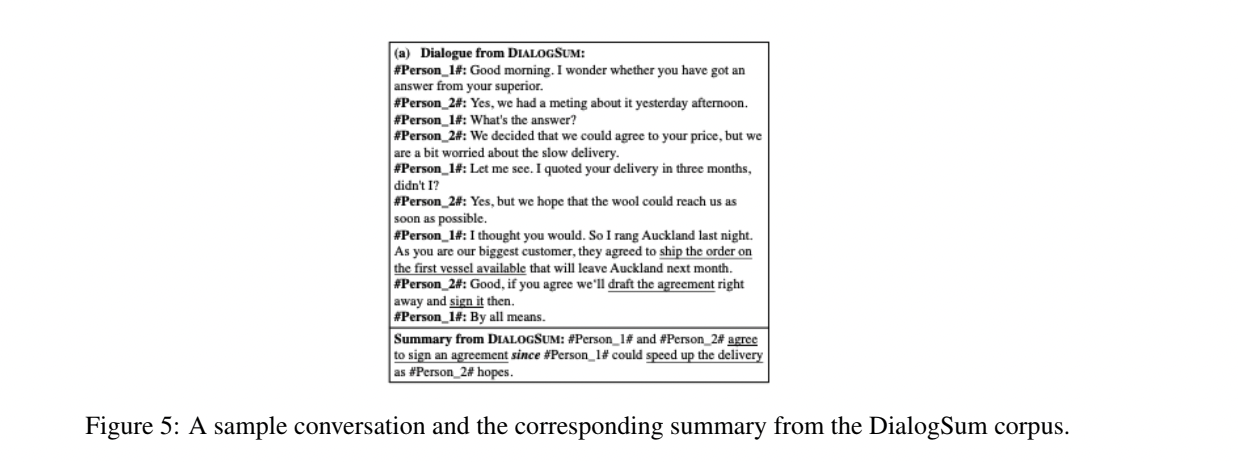 (a) Dialogue from DIALOGSUM:
#Person_1#: Good morning. I wonder whether you have got an
answer from your superior.
#Person_2#: Yes, we had a meting about it yesterday afternoon.
#Person_1#: What's the answer?
#Person_2#: We decided that we could agree to your price, but we
are a bit worried about the slow delivery.
#Person_1#: Let me see. I quoted your delivery in three months,
didn't I?
#Person_2#: Yes, but we hope that the wool could reach us as
soon as possible.
#Person_1#: I thought you would. So I rang Auckland last night.
As you are our biggest customer, they agreed to ship the order on
the first vessel available that will leave Auckland next month.
#Person_2#: Good, if you agree we'll draft the agreement right
away and sign it then.
#Person_1#: By all means.
Summary from DIALOGSUM: #Person_1# and #Person_2# agree
to sign an agreement since #Person_1# could speed up the delivery
as #Person_2# hopes.
Figure 5: A sample conversation and the corresponding summary from the DialogSum corpus.